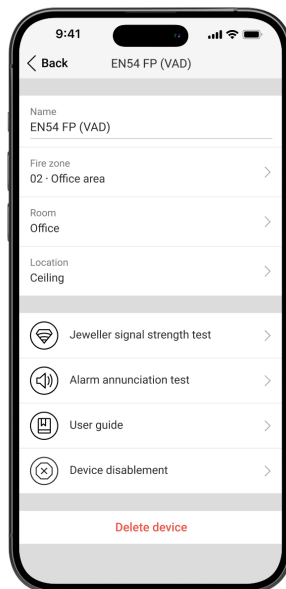 9:41
Back
EN54 FP (VAD)
Name
EN54 FP (VAD)
Fire zone
02 · Office area
Room
Office
Location
Ceiling
Jeweller signal strength test
Alarm annunciation test
User guide
Device disablement
Delete device